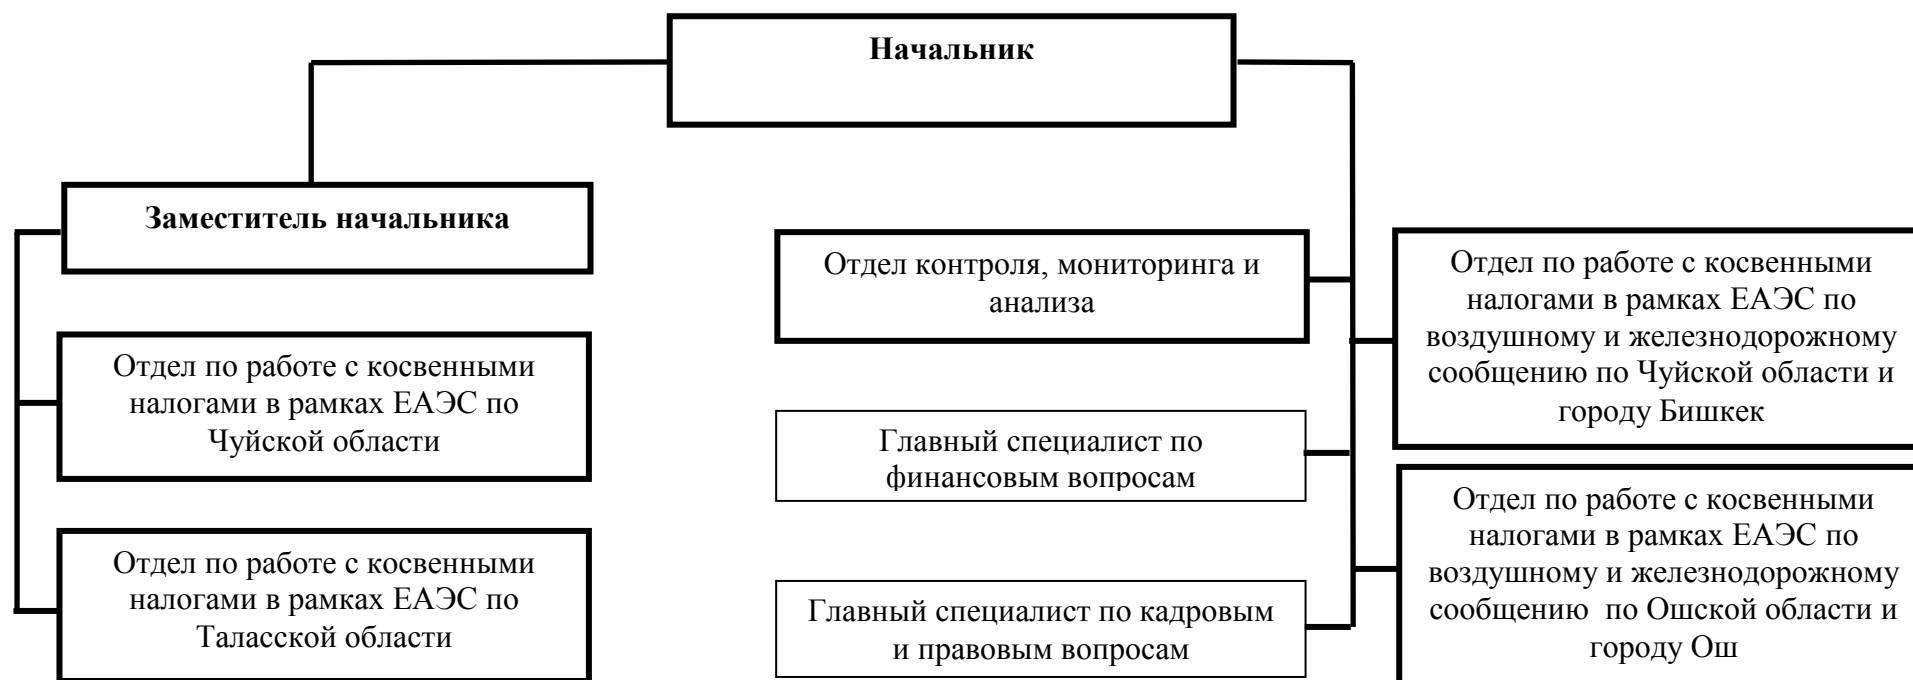 Начальник
Заместитель начальника
Отдел по работе с косвенными
налогами в рамках ЕАЭС по
Чуйской области
Отдел по работе с косвенными
налогами в рамках ЕАЭС по
Таласской области
Отдел контроля, мониторинга и
анализа
Главный специалист по
финансовым вопросам
Главный специалист по кадровым
и правовым вопросам
Отдел по работе с косвенными
налогами в рамках ЕАЭС по
воздушному и железнодорожному
сообщению по Чуйской области и
городу Бишкек
Отдел по работе с косвенными
налогами в рамках ЕАЭС по
воздушному и железнодорожному
сообщению по Ошской области и
городу Ош